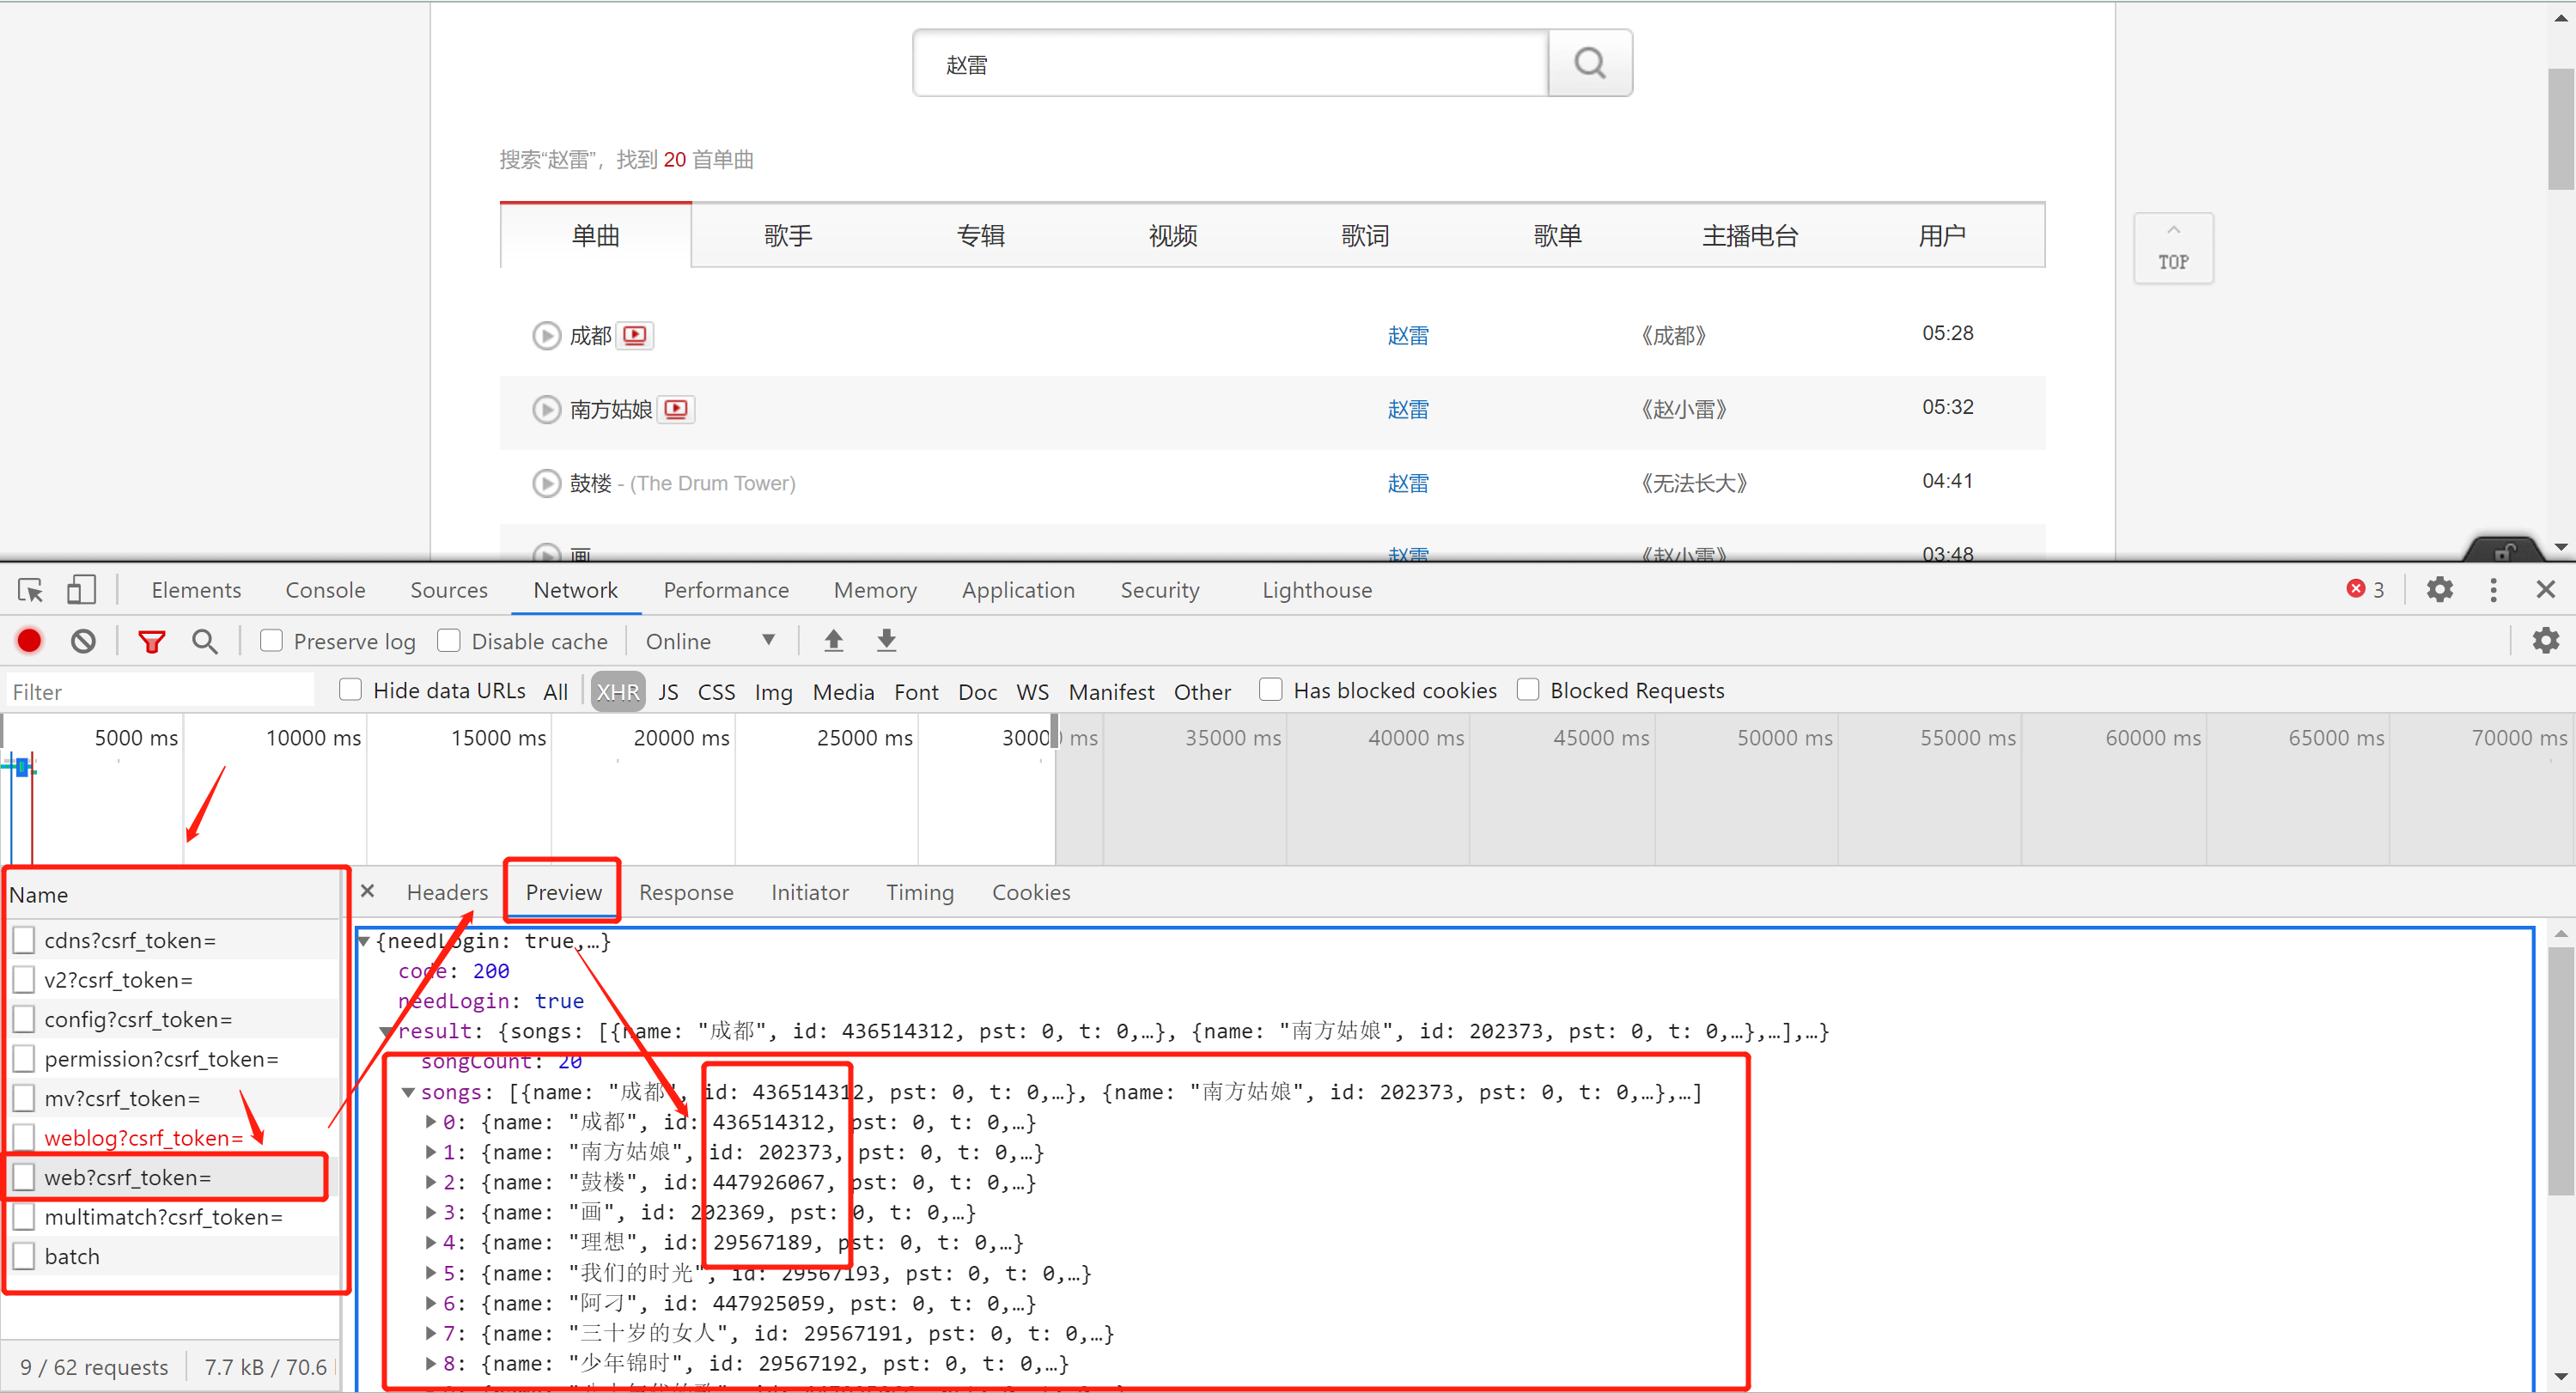 赵雷
搜索“赵雷”，找到 20 首单曲
单曲 歌手 专辑 视频 歌词 歌单 主播电台 用户
TOP
成都 赵雷 《成都》 05:28
南方姑娘 赵雷 《赵小雷》 05:32
鼓楼 - (The Drum Tower) 赵雷 《无法长大》 04:41
画 赵雷 《赵小雷》 03:48
Elements Console Sources Network Performance Memory Application Security Lighthouse 3
Preserve log Disable cache Online
Filter Hide data URLs All XHR JS CSS Img Media Font Doc WS Manifest Other Has blocked cookies Blocked Requests
5000 ms 10000 ms 15000 ms 20000 ms 25000 ms 30000 ms 35000 ms 40000 ms 45000 ms 50000 ms 55000 ms 60000 ms 65000 ms 70000 ms
Name
cdns?csrf_token=
v2?csrf_token=
config?csrf_token=
permission?csrf_token=
mv?csrf_token=
weblog?csrf_token=
web?csrf_token=
multimatch?csrf_token=
batch
9 / 62 requests 7.7 kB / 70.6
Headers Preview Response Initiator Timing Cookies
{needLogin: true,…}
code: 200
needLogin: true
result: {songs: [{name: "成都", id: 436514312, pst: 0, t: 0,…}, {name: "南方姑娘", id: 202373, pst: 0, t: 0,…},…],…}
songCount: 20
songs: [{name: "成都", id: 436514312, pst: 0, t: 0,…}, {name: "南方姑娘", id: 202373, pst: 0, t: 0,…},…]
0: {name: "成都", id: 436514312, pst: 0, t: 0,…}
1: {name: "南方姑娘", id: 202373, pst: 0, t: 0,…}
2: {name: "鼓楼", id: 447926067, pst: 0, t: 0,…}
3: {name: "画", id: 202369, pst: 0, t: 0,…}
4: {name: "理想", id: 29567189, pst: 0, t: 0,…}
5: {name: "我们的时光", id: 29567193, pst: 0, t: 0,…}
6: {name: "阿刁", id: 447925059, pst: 0, t: 0,…}
7: {name: "三十岁的女人", id: 29567191, pst: 0, t: 0,…}
8: {name: "少年锦时", id: 29567192, pst: 0, t: 0,…}